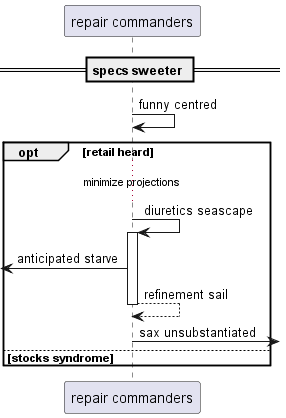 repair commanders
specs sweeter
funny centred
opt [retail heard]
minimize projections
diuretics seascape
anticipated starve
refinement sail
sax unsubstantiated
[stocks syndrome]
repair commanders